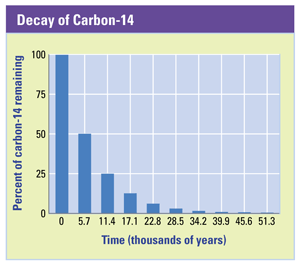 Decay of Carbon-14
Percent of carbon-14 remaining
100
75
50
25
0
0 5.7 11.4 17.1 22.8 28.5 34.2 39.9 45.6 51.3
Time (thousands of years)